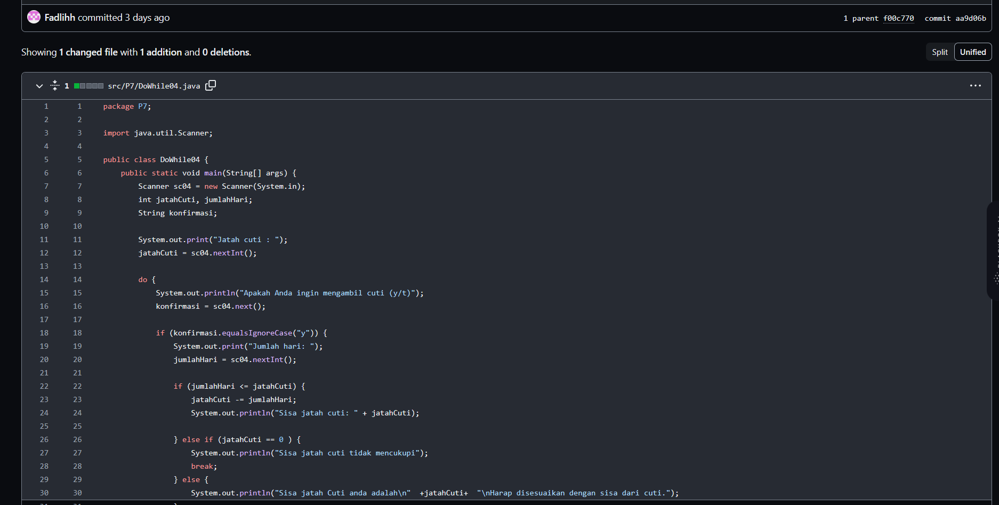 Fadlihh committed 3 days ago
1 parent f00c770 commit aa9d06b
Showing 1 changed file with 1 addition and 0 deletions.
Split Unified
1 src/P7/DoWhile04.java
1 1 package P7;
2 2
3 3 import java.util.Scanner;
4 4
5 5 public class DoWhile04 {
6 6 public static void main(String[] args) {
7 7 Scanner sc04 = new Scanner(System.in);
8 8 int jatahCuti, jumlahHari;
9 9 String konfirmasi;
10 10
11 11 System.out.print("Jatah cuti : ");
12 12 jatahCuti = sc04.nextInt();
13 13
14 14 do {
15 15 System.out.println("Apakah Anda ingin mengambil cuti (y/t)");
16 16 konfirmasi = sc04.next();
17 17
18 18 if (konfirmasi.equalsIgnoreCase("y")) {
19 19 System.out.print("Jumlah hari: ");
20 20 jumlahHari = sc04.nextInt();
21 21
22 22 if (jumlahHari <= jatahCuti) {
23 23 jatahCuti -= jumlahHari;
24 24 System.out.println("Sisa jatah cuti: " + jatahCuti);
25 25
26 26 } else if (jatahCuti == 0 ) {
27 27 System.out.println("Sisa jatah cuti tidak mencukupi");
28 28 break;
29 29 } else {
30 30 System.out.println("Sisa jatah Cuti anda adalah\n" +jatahCuti+ "\nHarap disesuaikan dengan sisa dari cuti.");